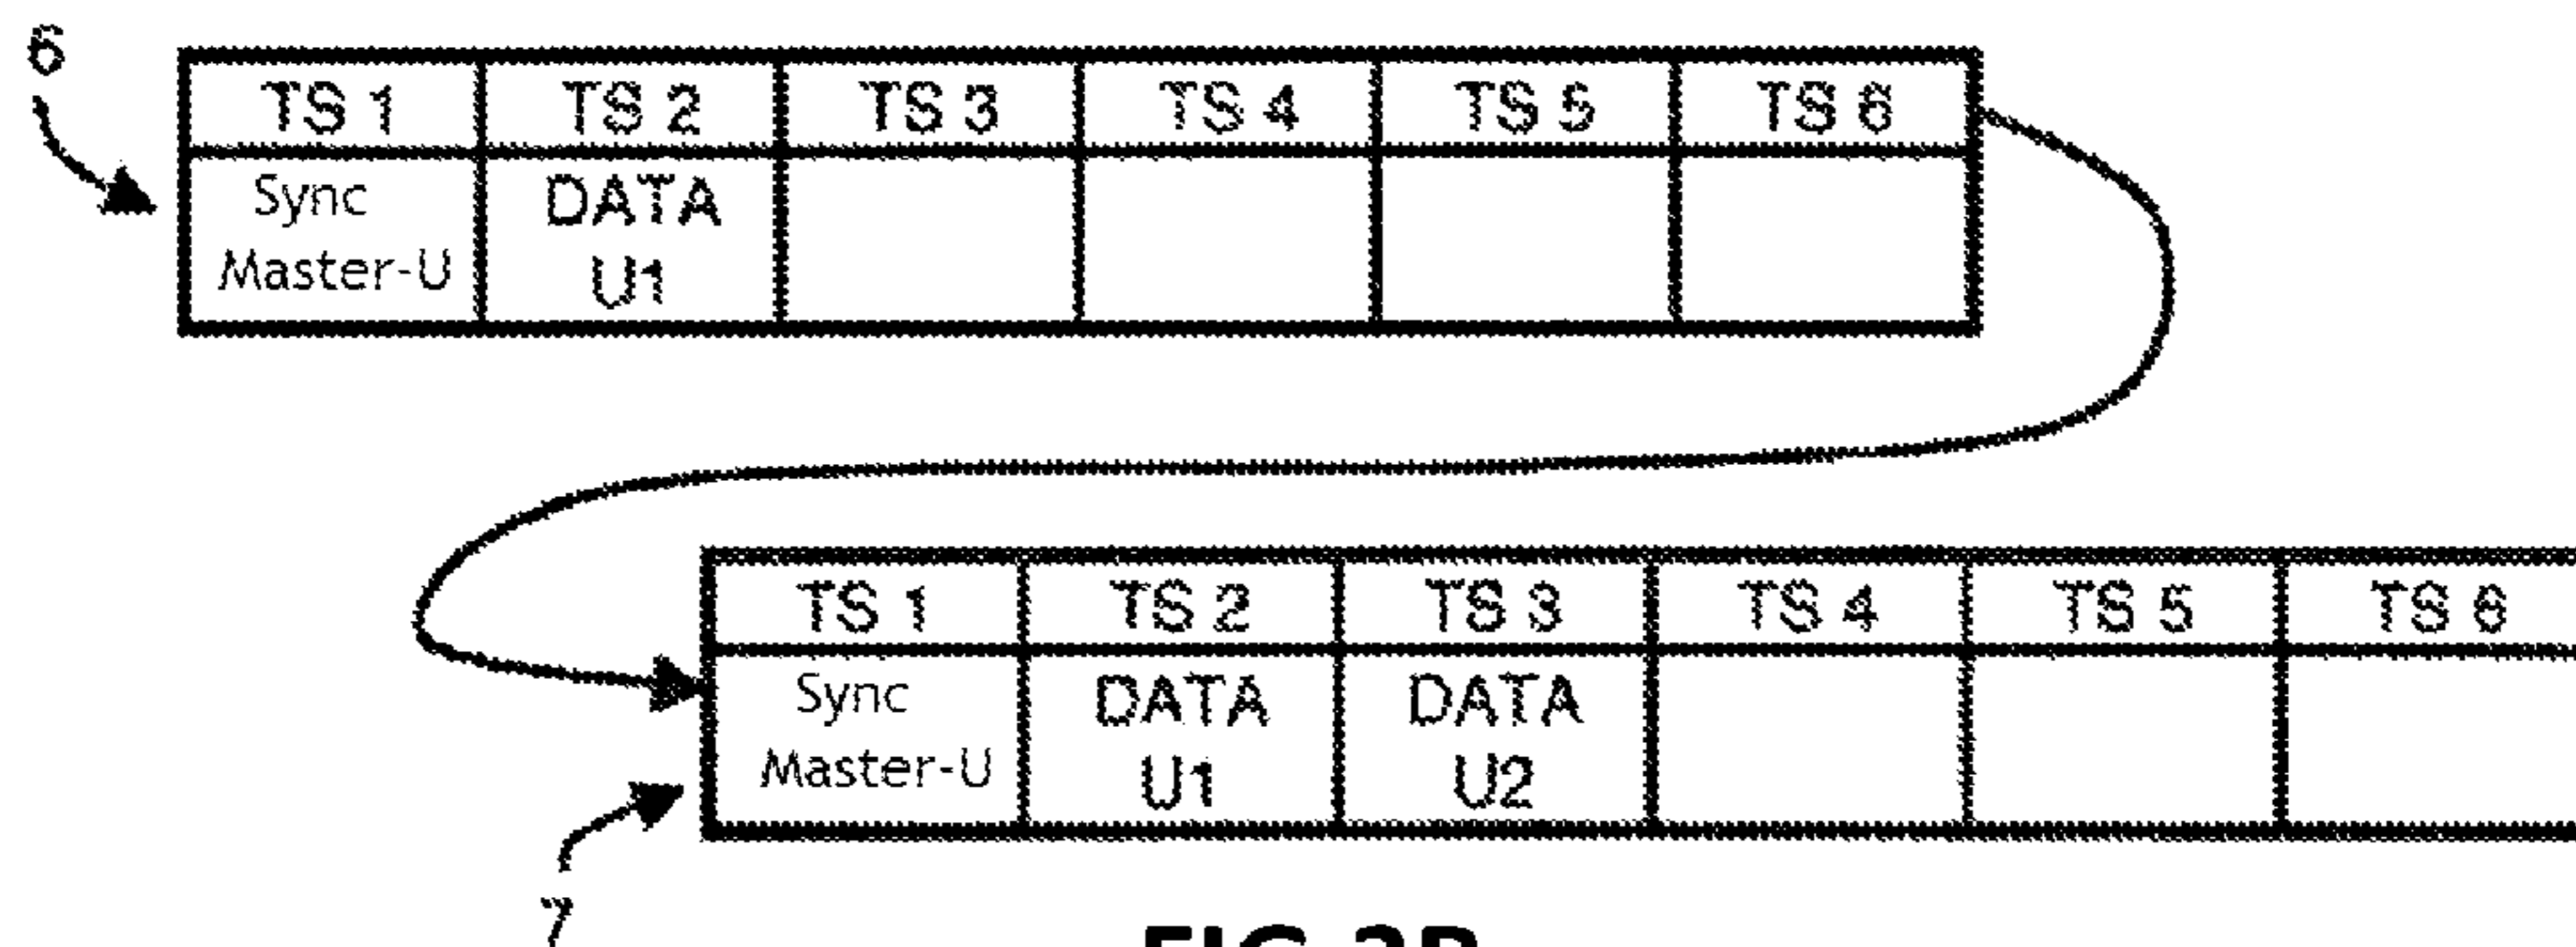 6
TS 1 TS 2 TS 3 TS 4 TS 5 TS 6
Sync DATA
Master-U U1
TS 1 TS 2 TS 3 TS 4 TS 5 TS 6
Sync DATA DATA
Master-U U1 U2
7